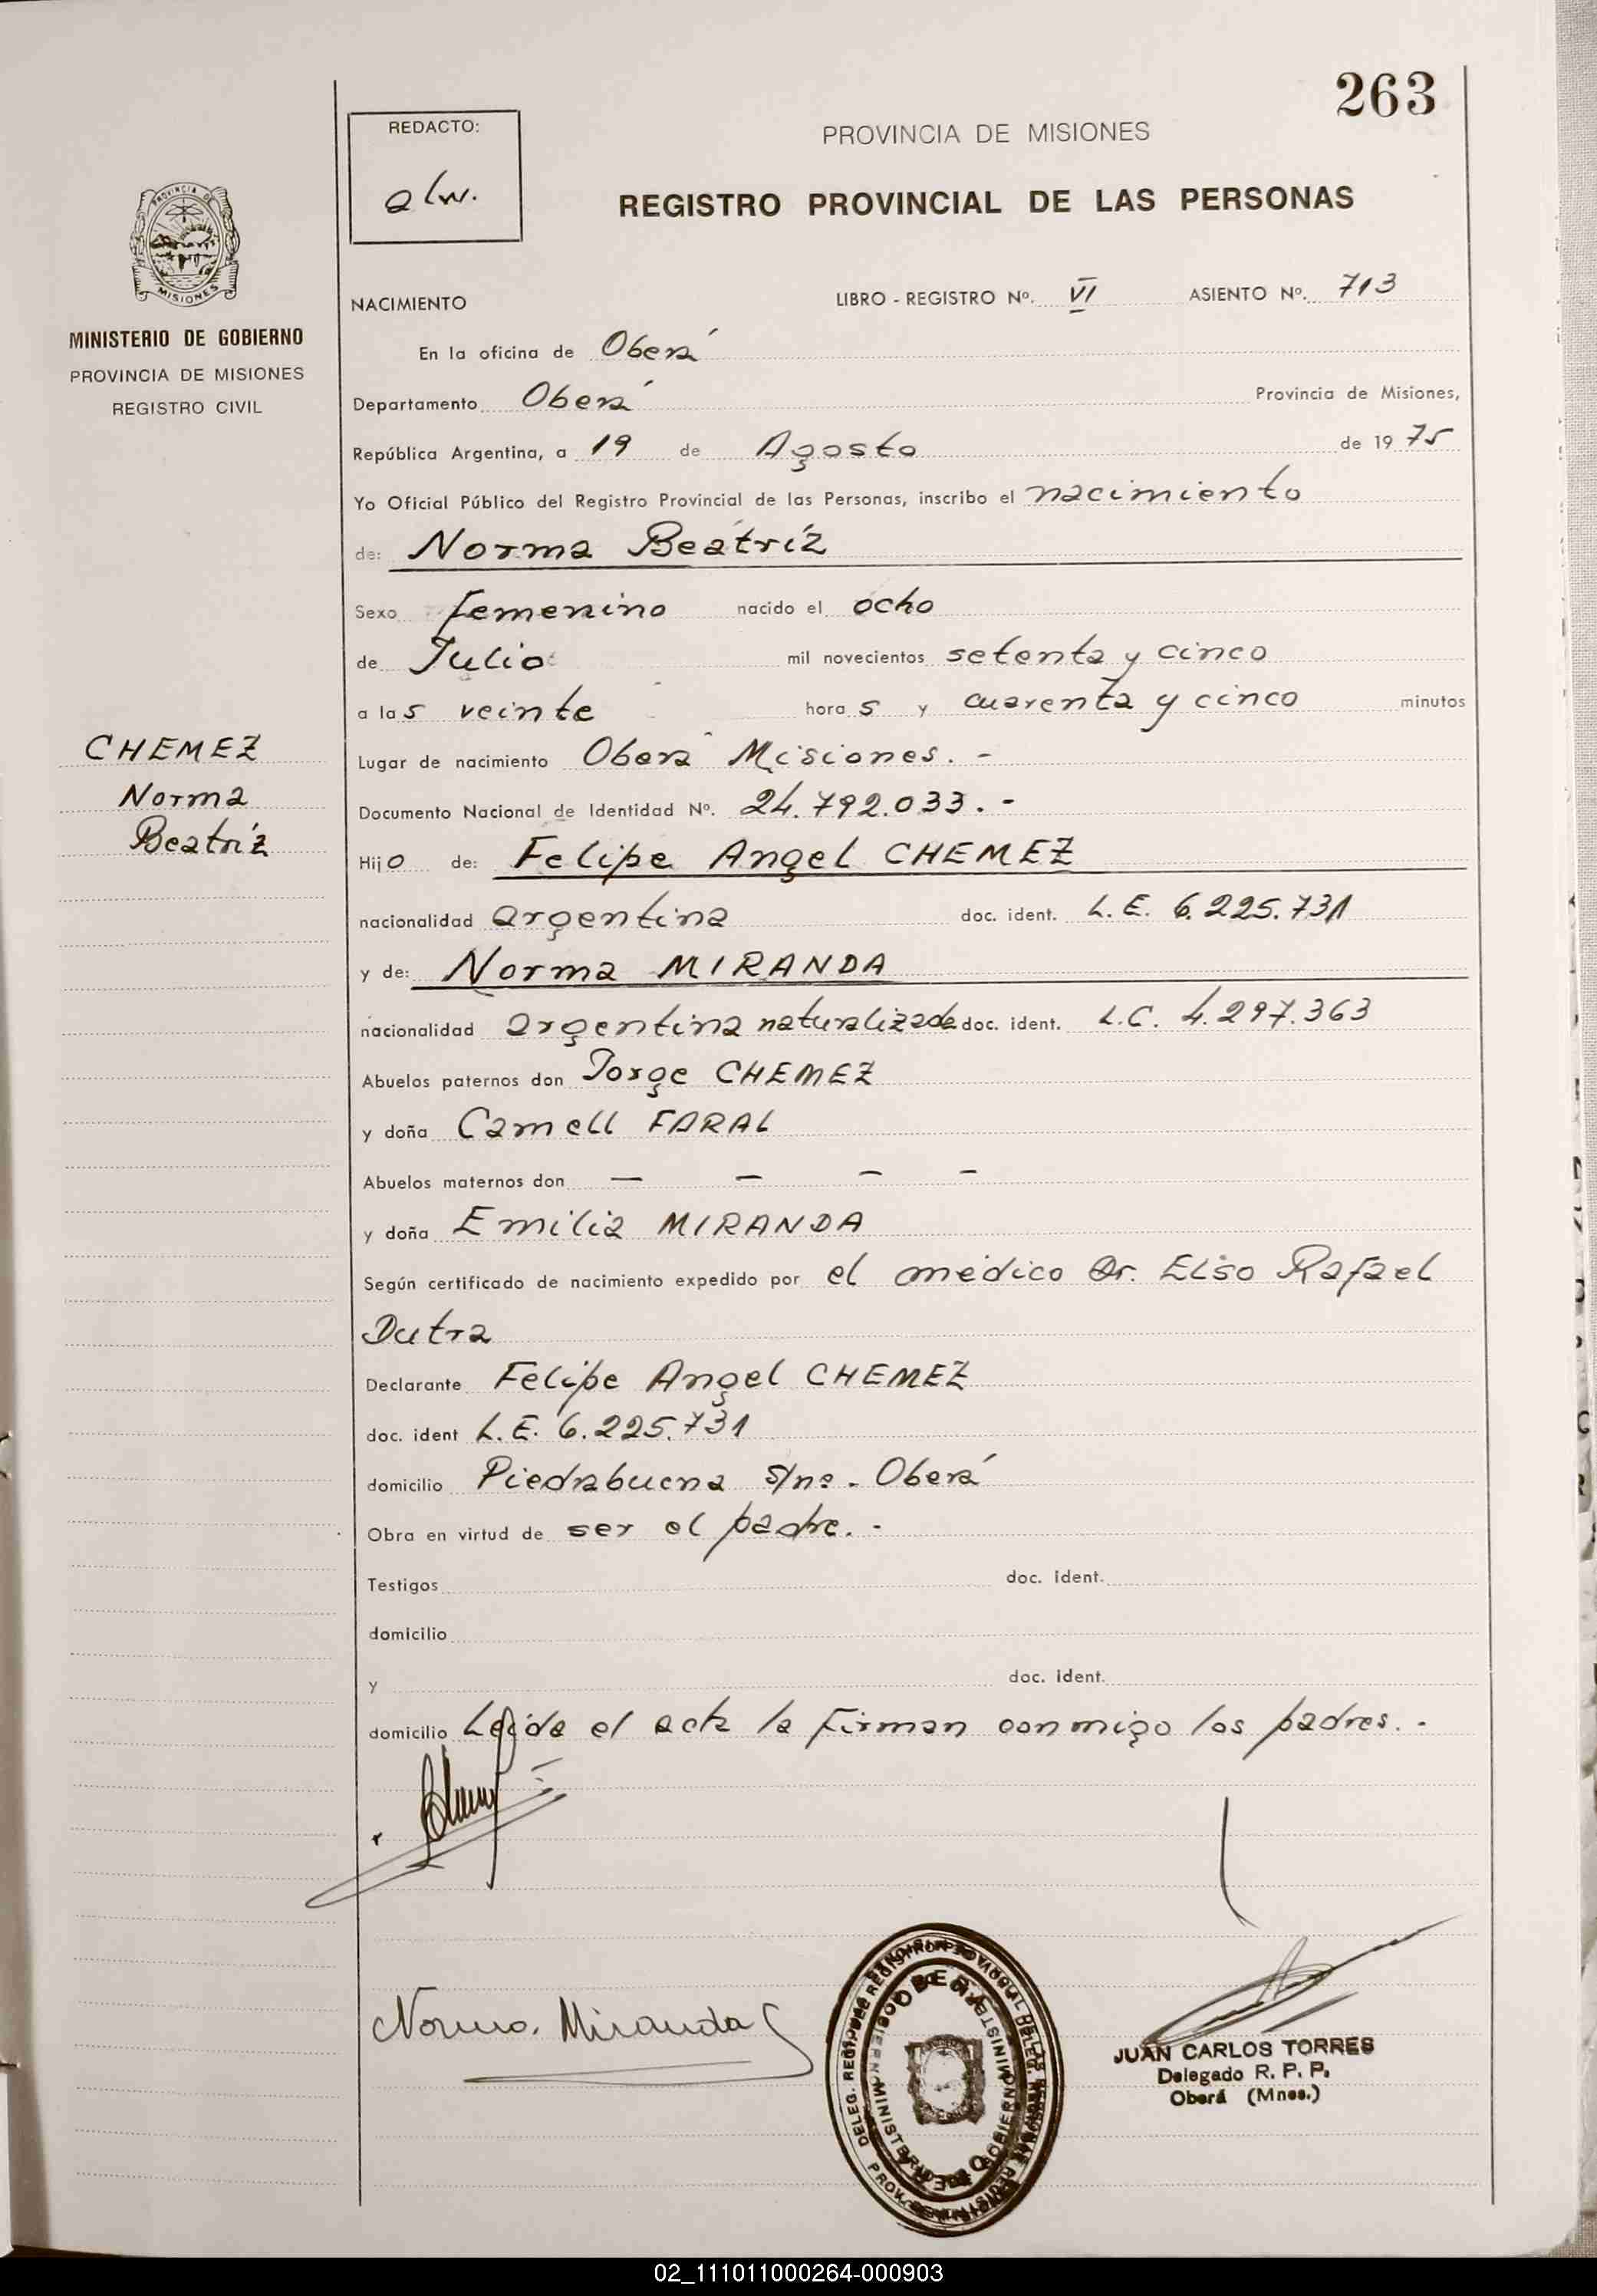 263
REDACTO:
alw.
PROVINCIA DE MISIONES
REGISTRO PROVINCIAL DE LAS PERSONAS
PROVINCIA DE
MISIONES
MINISTERIO DE GOBIERNO
PROVINCIA DE MISIONES
REGISTRO CIVIL
NACIMIENTO LIBRO - REGISTRO Nº. VI ASIENTO Nº. 713
En la oficina de Oberá
Departamento Oberá Provincia de Misiones,
República Argentina, a 19 de Agosto de 1975
Yo Oficial Público del Registro Provincial de las Personas, inscribo el nacimiento
de: Norma Beatríz
Sexo femenino nacido el ocho
de Julio mil novecientos setenta y cinco
a las veinte horas y cuarenta y cinco minutos
CHEMEZ
Norma
Beatríz
Lugar de nacimiento Oberá Misiones. -
Documento Nacional de Identidad Nº. 24.792.033. -
Hijo de: Felipe Angel CHEMEZ
nacionalidad argentina doc. ident. L.E. 6.225.731
y de: Norma MIRANDA
nacionalidad argentina naturalizada doc. ident. L.C. 4.297.363
Abuelos paternos don Jorge CHEMEZ
y doña Camell FARAL
Abuelos maternos don — — — —
y doña Emilia MIRANDA
Según certificado de nacimiento expedido por el médico Dr. Elso Rafael
Dutra
Declarante Felipe Angel CHEMEZ
doc. ident L.E. 6.225.731
domicilio Piedrabuena s/nº. - Oberá
Obra en virtud de ser el padre. -
Testigos doc. ident.
domicilio
y doc. ident.
domicilio Leída el acta la firman conmigo los padres. -
Norma. Miranda
OBERA
JUAN CARLOS TORRES
Delegado R. P. P.
Oberá (Mnes.)
02_111011000264-000903